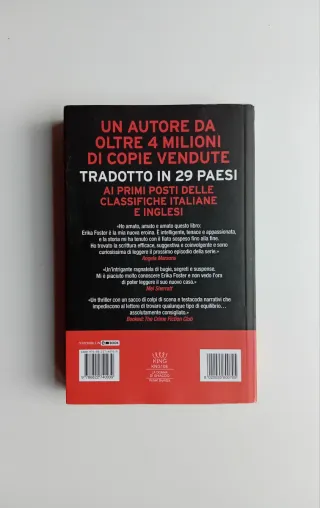 UN AUTORE DA
OLTRE 4 MILIONI
DI COPIE VENDUTE
TRADOTTO IN 29 PAESI
AI PRIMI POSTI DELLE
CLASSIFICHE ITALIANE
E INGLESI
«Ho amato, amato e amato questo libro:
Erika Foster è la mia nuova eroina. È intelligente, tenace e appassionata,
e la storia mi ha tenuto con il fiato sospeso fino alla fine.
Ho trovato la scrittura efficace, suggestiva e coinvolgente e sono
curiosissima di leggere il prossimo episodio della serie.»
Angela Marsons
«Un'intrigante ragnatela di bugie, segreti e suspense.
Mi è piaciuto molto conoscere Erika Foster e non vedo l'ora
di poter leggere il suo nuovo caso.»
Mel Sherratt
«Un thriller con un sacco di colpi di scena e tentacoli narrativi che
impediscono al lettore di trovare qualunque tipo di equilibrio...
assolutamente consigliato.»
Booked: The Crime Fiction Club
KING